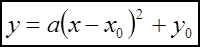 y = a(x − x₀)² + y₀